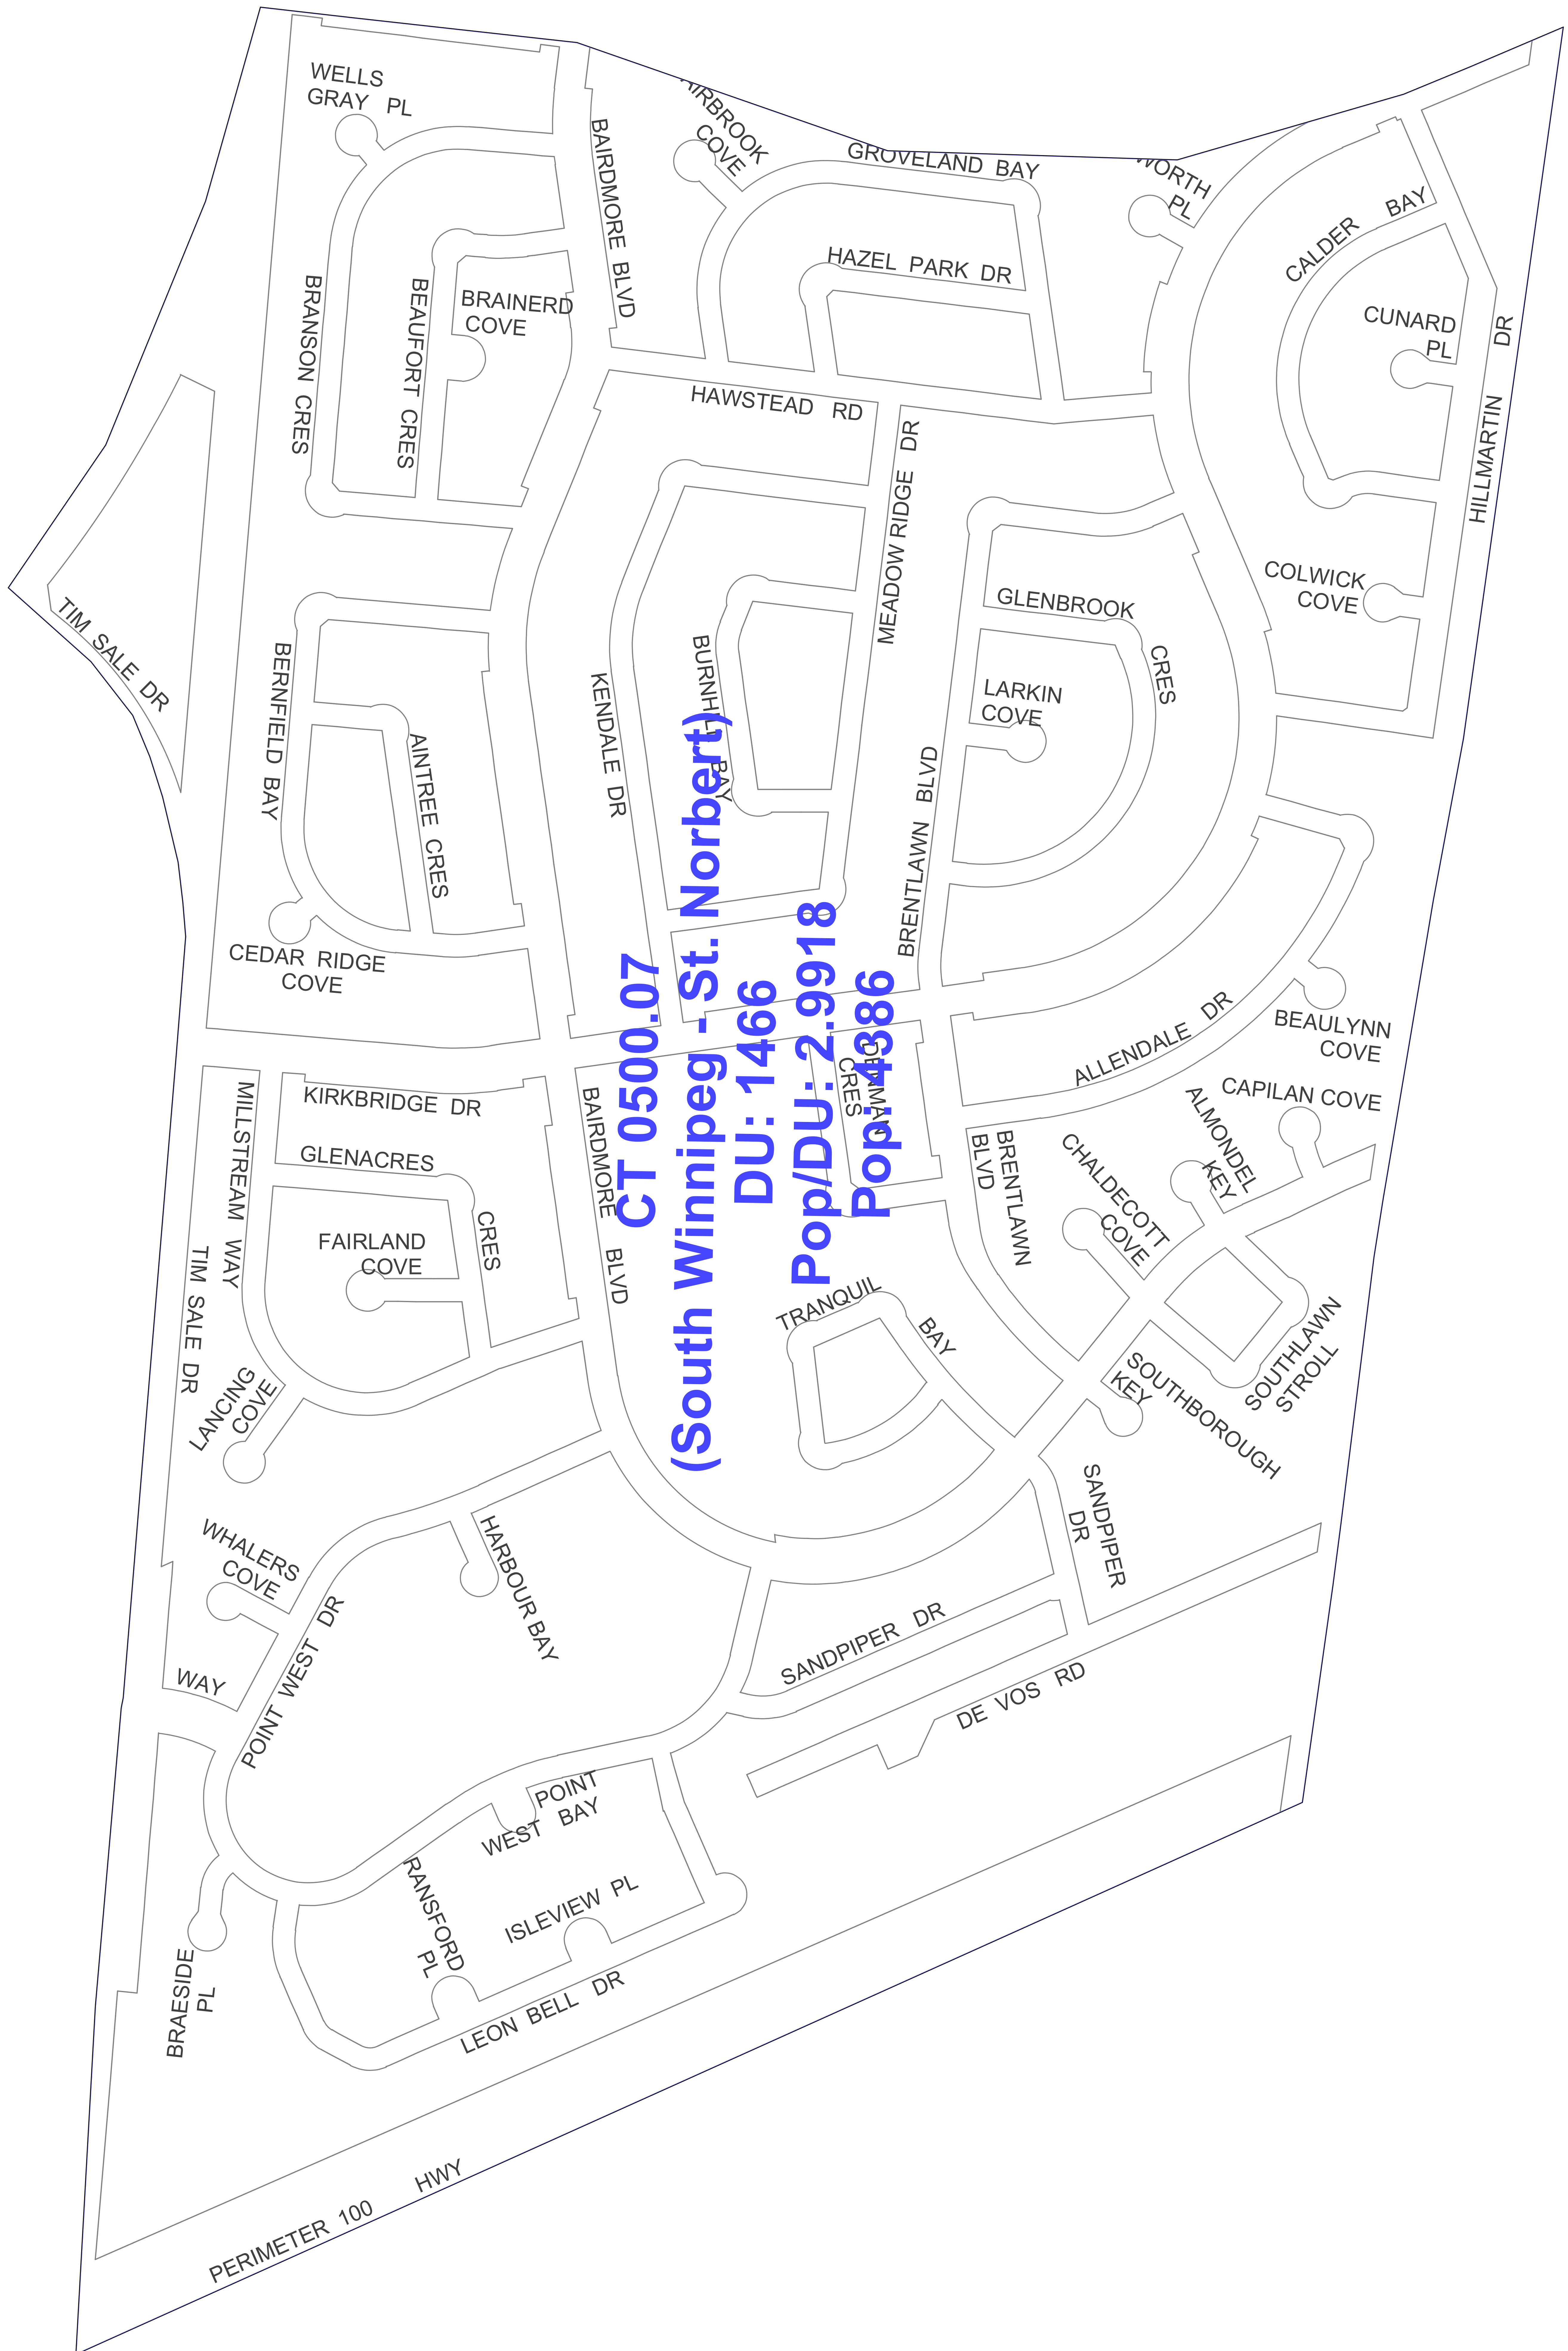 WELLS
GRAY PL
BAIRDMORE BLVD
COVE
GROVELAND BAY
PL
CALDER BAY
HAZEL PARK DR
BRANSON CRES
BEAUFORT CRES
BRAINERD
COVE
CUNARD
PL
HILLMARTIN DR
HAWSTEAD RD
MEADOW RIDGE DR
TIM SALE DR
GLENBROOK
CRES
COLWICK
COVE
BERNFIELD BAY
KENDALE DR
BAY
LARKIN
COVE
AINTREE CRES
BRENTLAWN BLVD
CEDAR RIDGE
COVE
CT 0500.07
(South Winnipeg - St. Norbert)
DU: 1466
Pop/DU: 2.9918
Pop: 4386
CRES
ALLENDALE DR
BEAULYNN
COVE
MILLSTREAM WAY
KIRKBRIDGE DR
BAIRDMORE BLVD
CAPILAN COVE
ALMONDEL
KEY
GLENACRES
CRES
BRENTLAWN
BLVD
CHALDECOTT
COVE
FAIRLAND
COVE
TIM SALE DR
TRANQUIL
BAY
SOUTHLAWN
STROLL
LANCING
COVE
SOUTHBOROUGH
KEY
SANDPIPER
DR
WHALERS
COVE
HARBOUR BAY
SANDPIPER DR
WAY
POINT WEST DR
DE VOS RD
POINT
WEST BAY
RANSFORD
PL
ISLEVIEW PL
BRAESIDE
PL
LEON BELL DR
PERIMETER 100 HWY